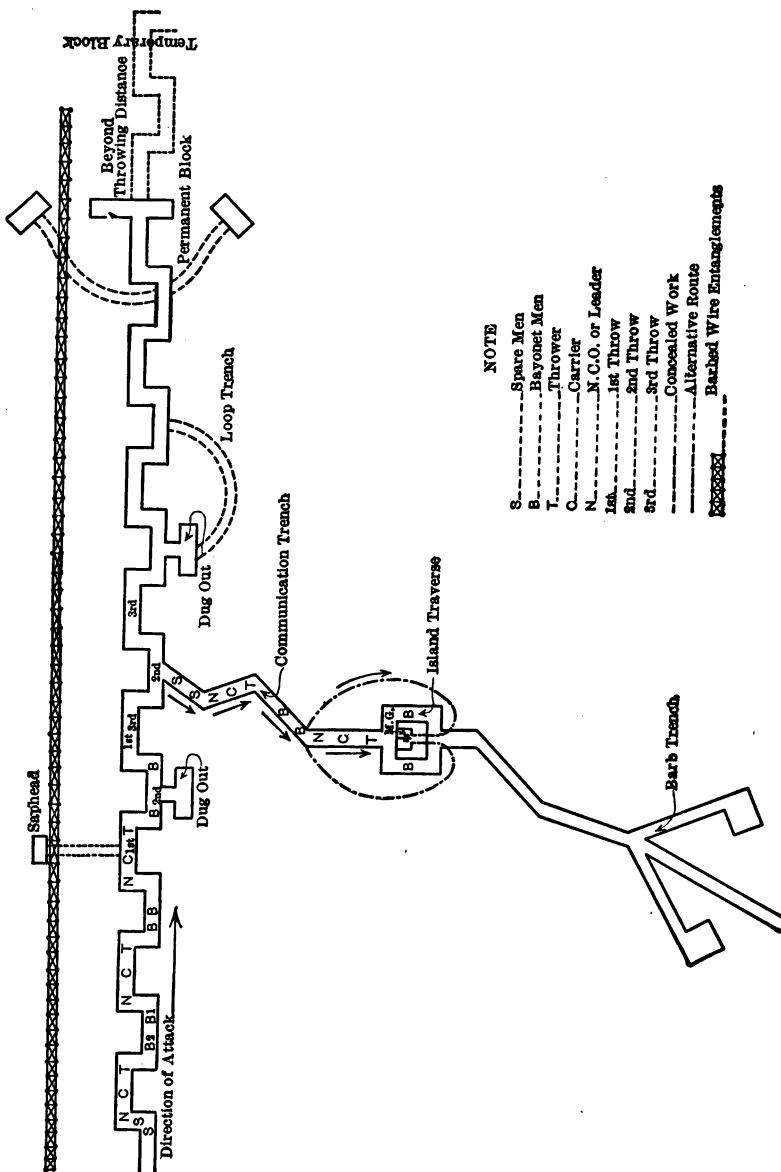 Saphead
Beyond
Throwing Distance
Temporary Block
Permanent Block
N C T
S S
B2 B1
N C T
B B
N C 1st T
B 2nd B
1st 3rd
2nd
3rd
Direction of Attack
Dug Out
Dug Out
Loop Trench
Communication Trench
S
S
N
C
T
B
B
B
N
C
T
M.G.
B
B
Island Traverse
Barb Trench
NOTE
S Spare Men
B Bayonet Men
T Thrower
C Carrier
N N.C.O. or Leader
1st 1st Throw
2nd 2nd Throw
3rd 3rd Throw
Concealed Work
Alternative Route
Barbed Wire Entanglements